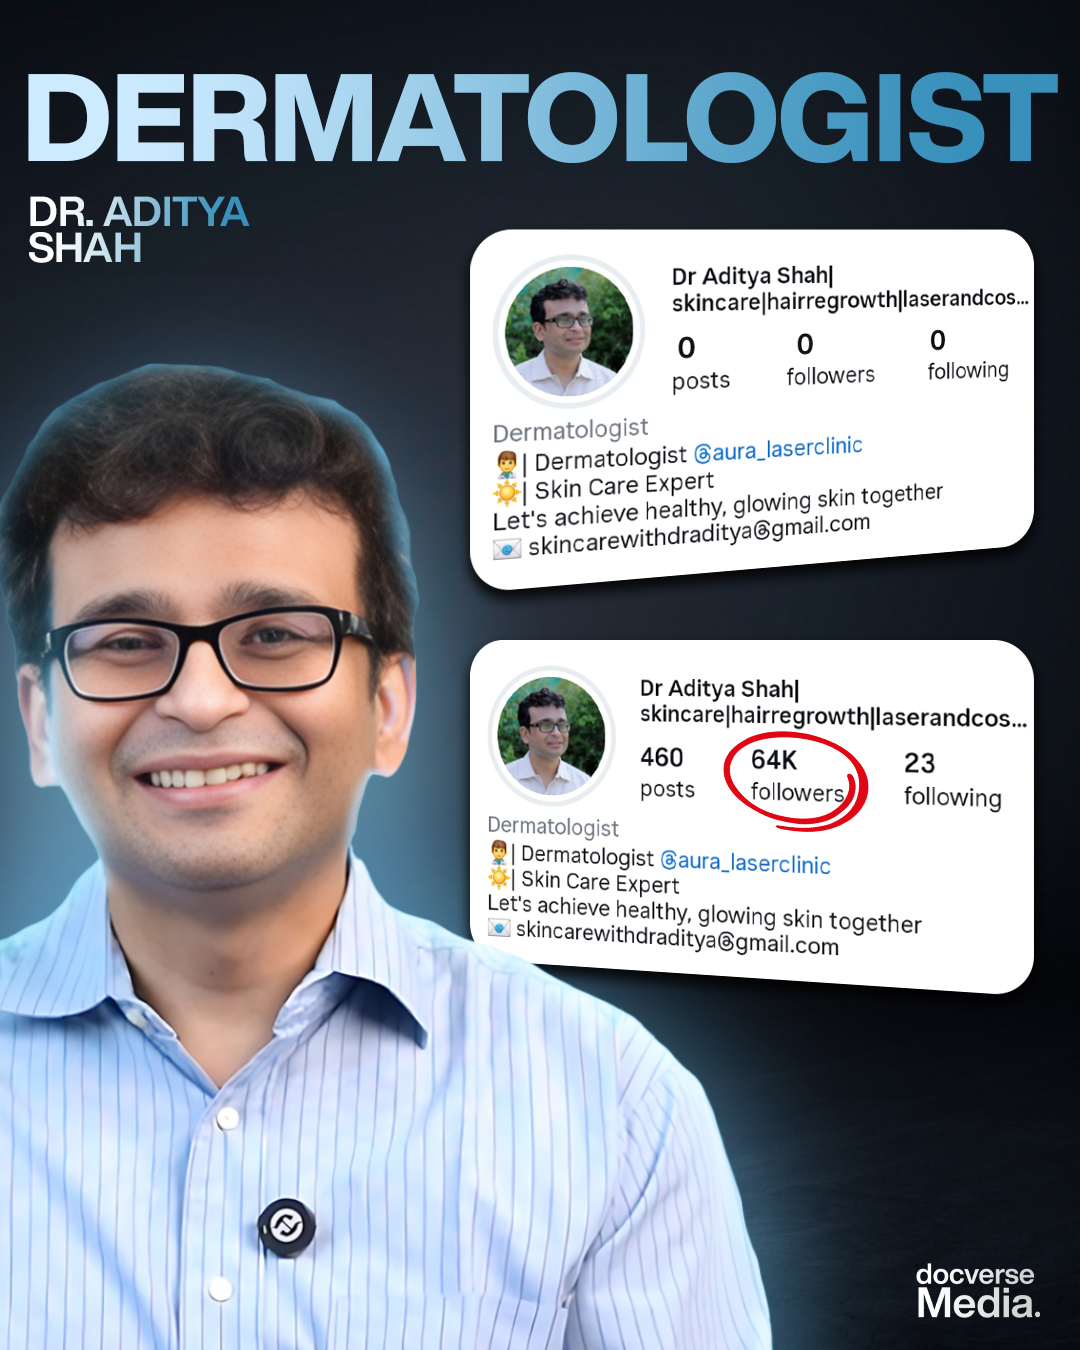 DERMATOLOGIST
DR. ADITYA
SHAH
Dr Aditya Shah|
skincare|hairregrowth|laserandcos...
0
0
0
posts
followers
following
Dermatologist
| Dermatologist @aura_laserclinic
| Skin Care Expert
Let's achieve healthy, glowing skin together
skincarewithdraditya@gmail.com
Dr Aditya Shah|
skincare|hairregrowth|laserandcos...
460
64K
23
posts
followers
following
Dermatologist
| Dermatologist @aura_laserclinic
| Skin Care Expert
Let's achieve healthy, glowing skin together
skincarewithdraditya@gmail.com
docverse
Media.